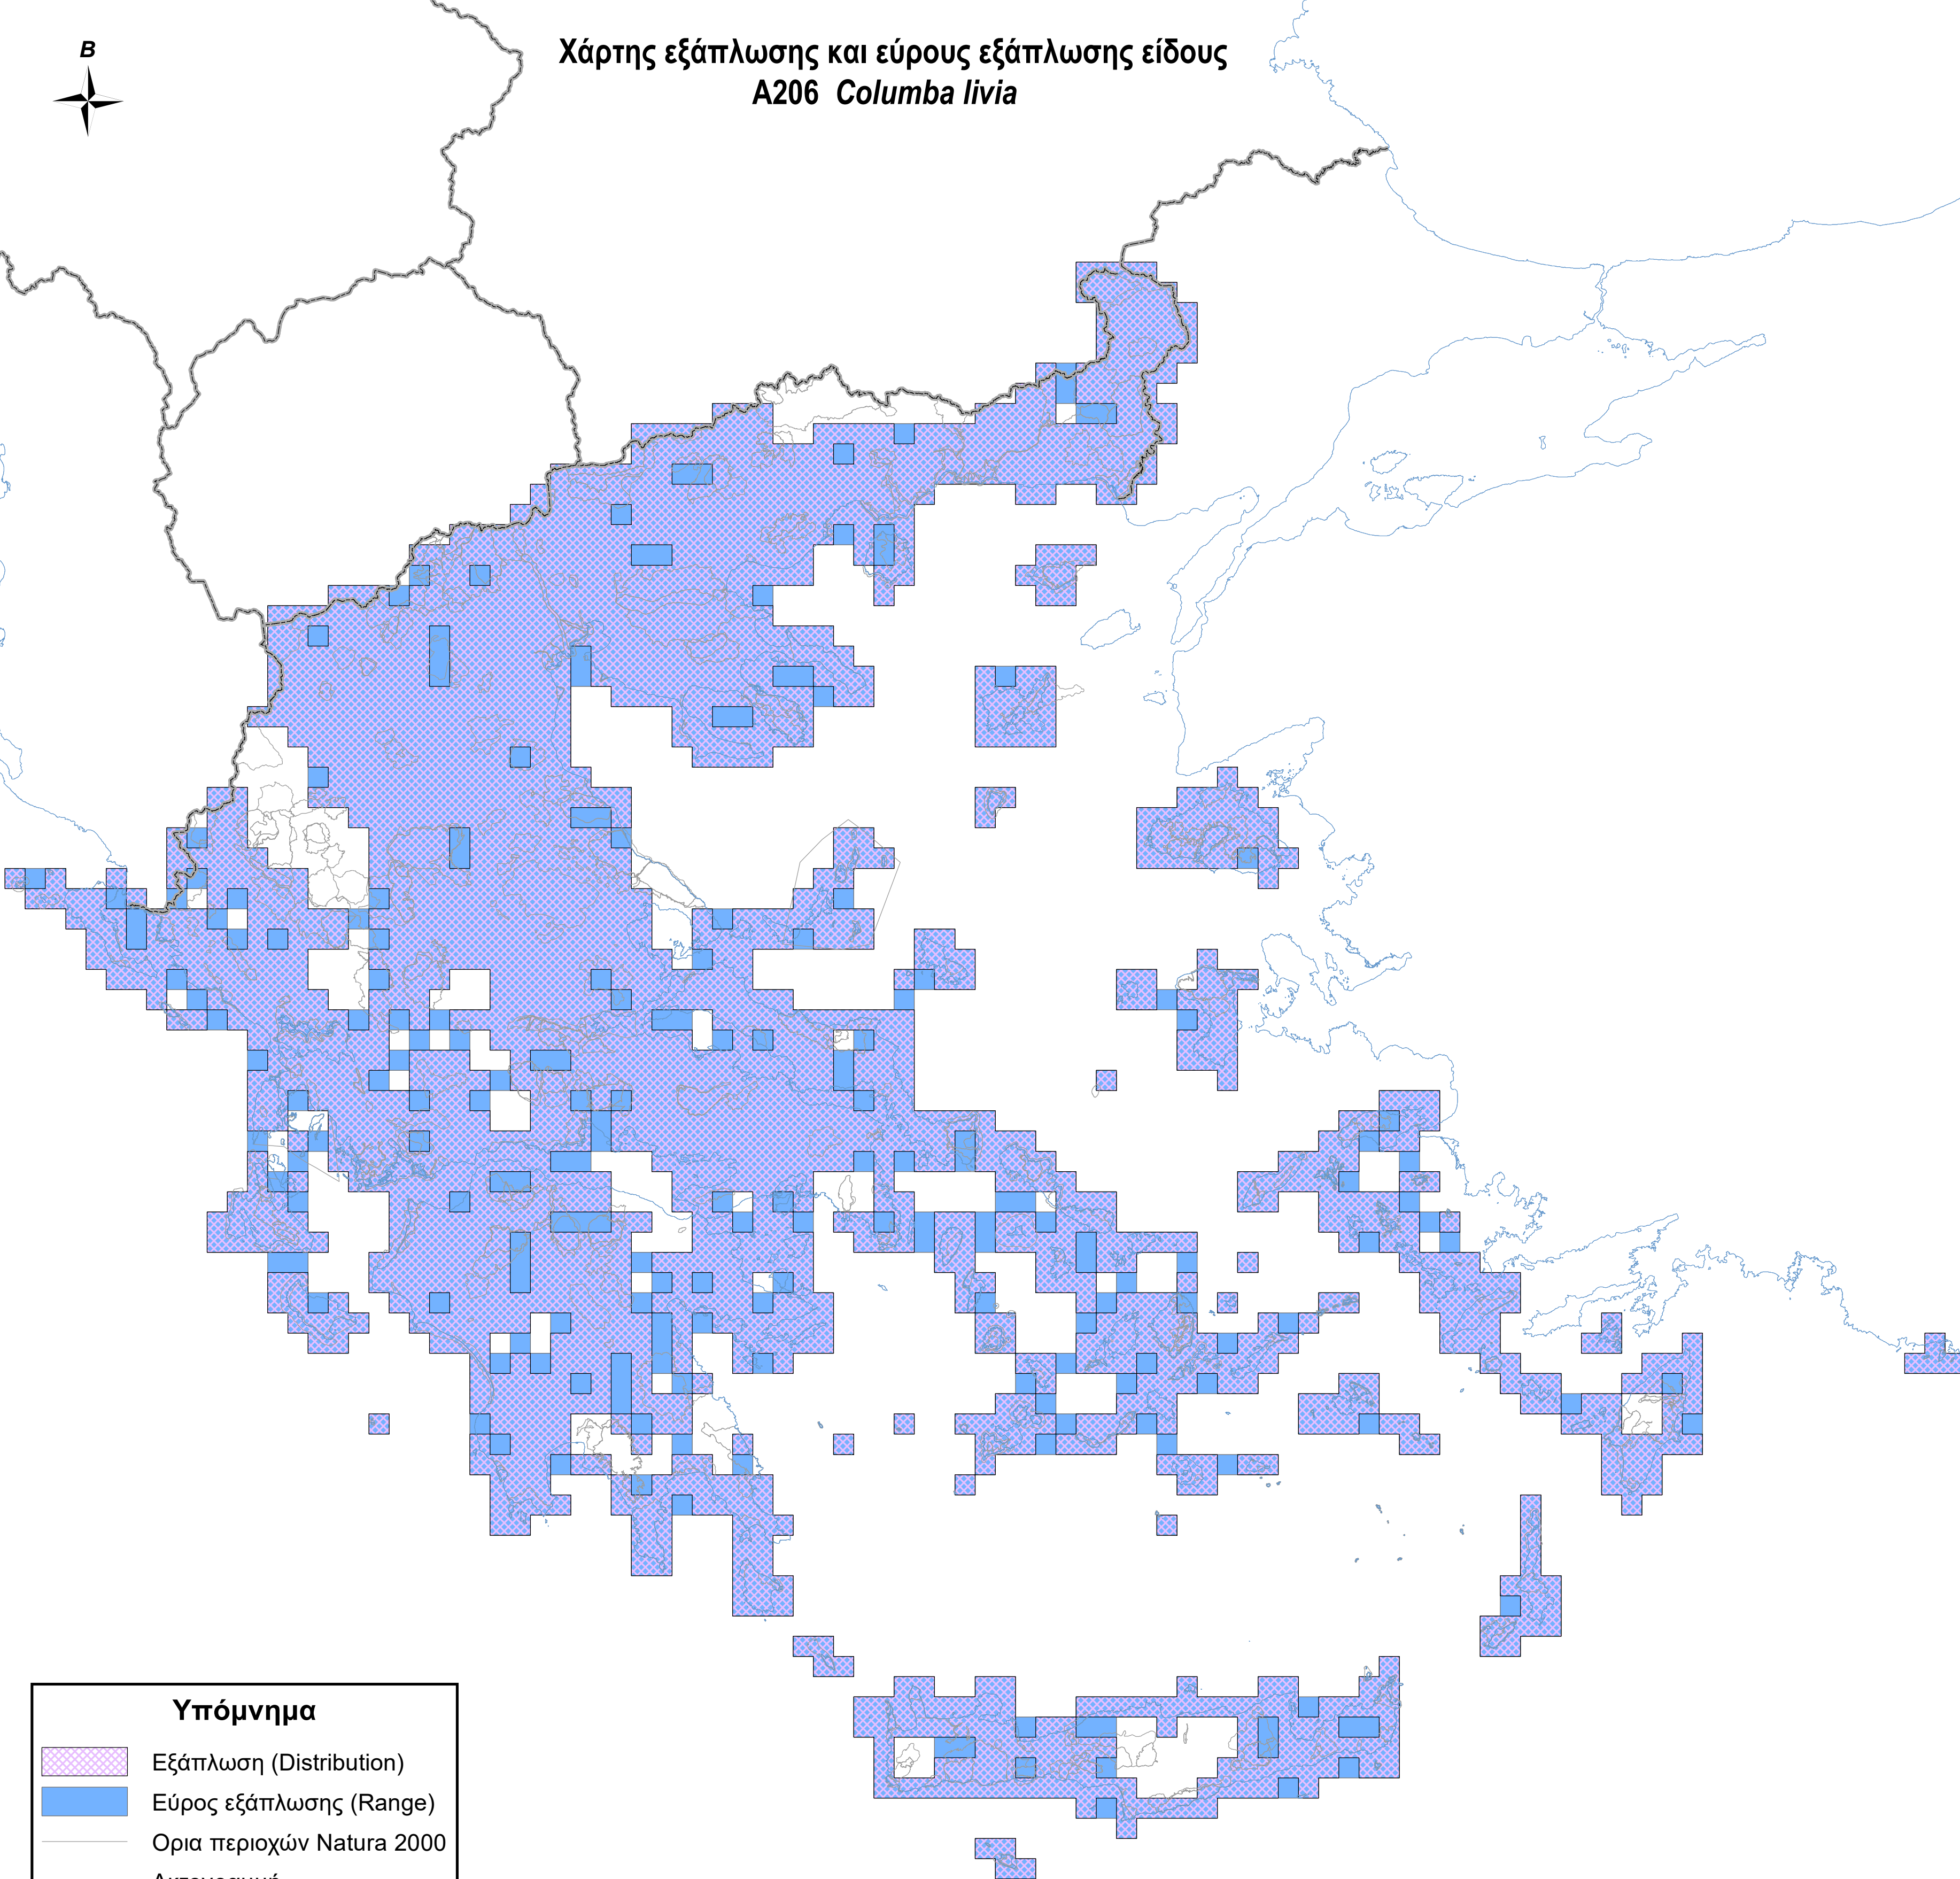 B
Χάρτης εξάπλωσης και εύρους εξάπλωσης είδους
A206 Columba livia
Υπόμνημα
Εξάπλωση (Distribution)
Εύρος εξάπλωσης (Range)
Ορια περιοχών Natura 2000